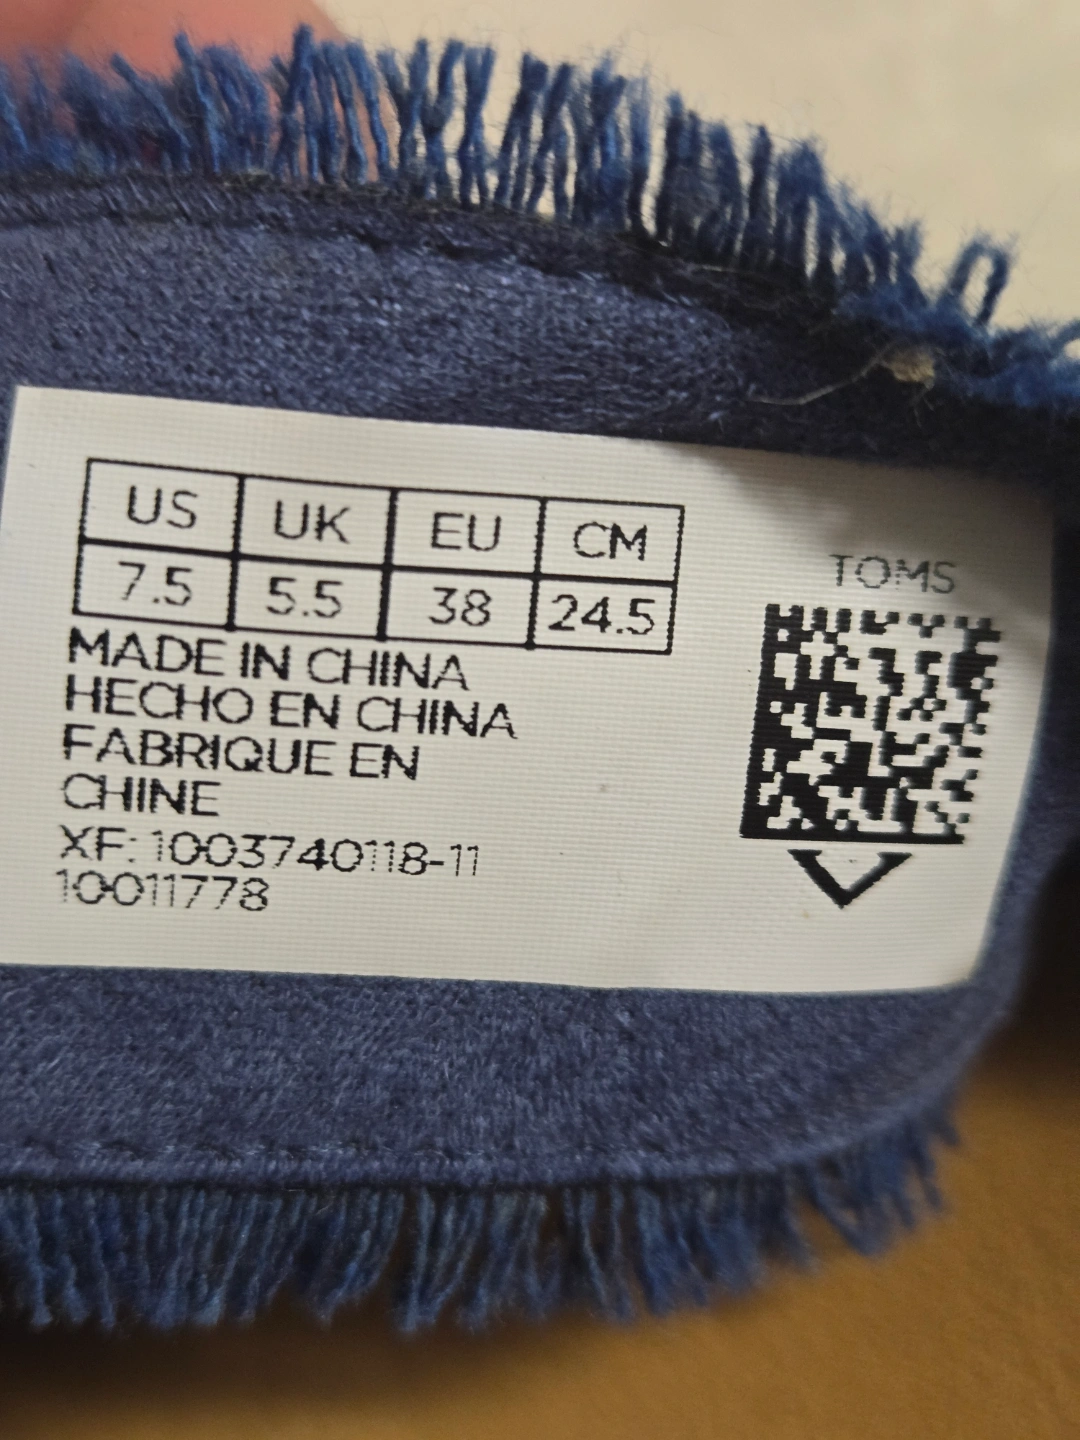 US UK EU CM
7.5 5.5 38 24.5
MADE IN CHINA
HECHO EN CHINA
FABRIQUE EN
CHINE
XF: 1003740118-11
10011778
TOMS